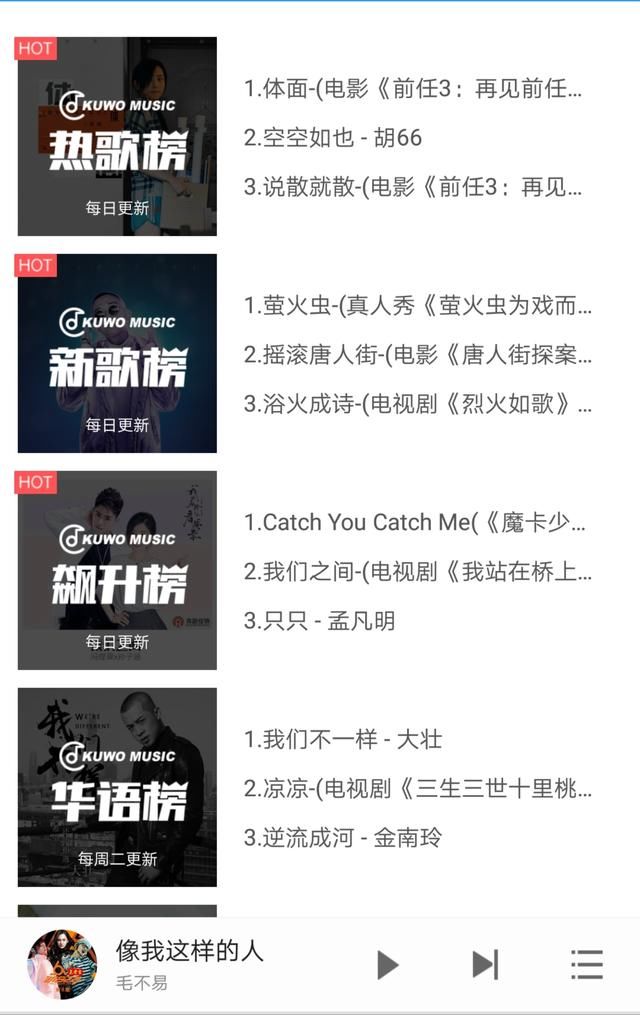 HOT
KUWO MUSIC
热歌榜
每日更新
1.体面-(电影《前任3：再见前任...
2.空空如也 - 胡66
3.说散就散-(电影《前任3：再见...
HOT
KUWO MUSIC
新歌榜
每日更新
1.萤火虫-(真人秀《萤火虫为戏而...
2.摇滚唐人街-(电影《唐人街探案...
3.浴火成诗-(电视剧《烈火如歌》...
HOT
KUWO MUSIC
飙升榜
每日更新
1.Catch You Catch Me(《魔卡少...
2.我们之间-(电视剧《我站在桥上...
3.只只 - 孟凡明
我们不
WE'RE
DIFFERENT
KUWO MUSIC
华语榜
每周二更新
1.我们不一样 - 大壮
2.凉凉-(电视剧《三生三世十里桃...
3.逆流成河 - 金南玲
像我这样的人
毛不易